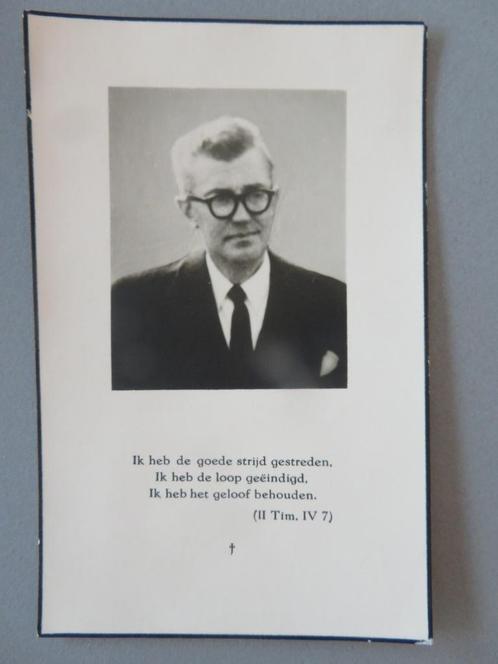 Ik heb de goede strijd gestreden,
Ik heb de loop geëindigd,
Ik heb het geloof behouden.
(II Tim, IV 7)
†